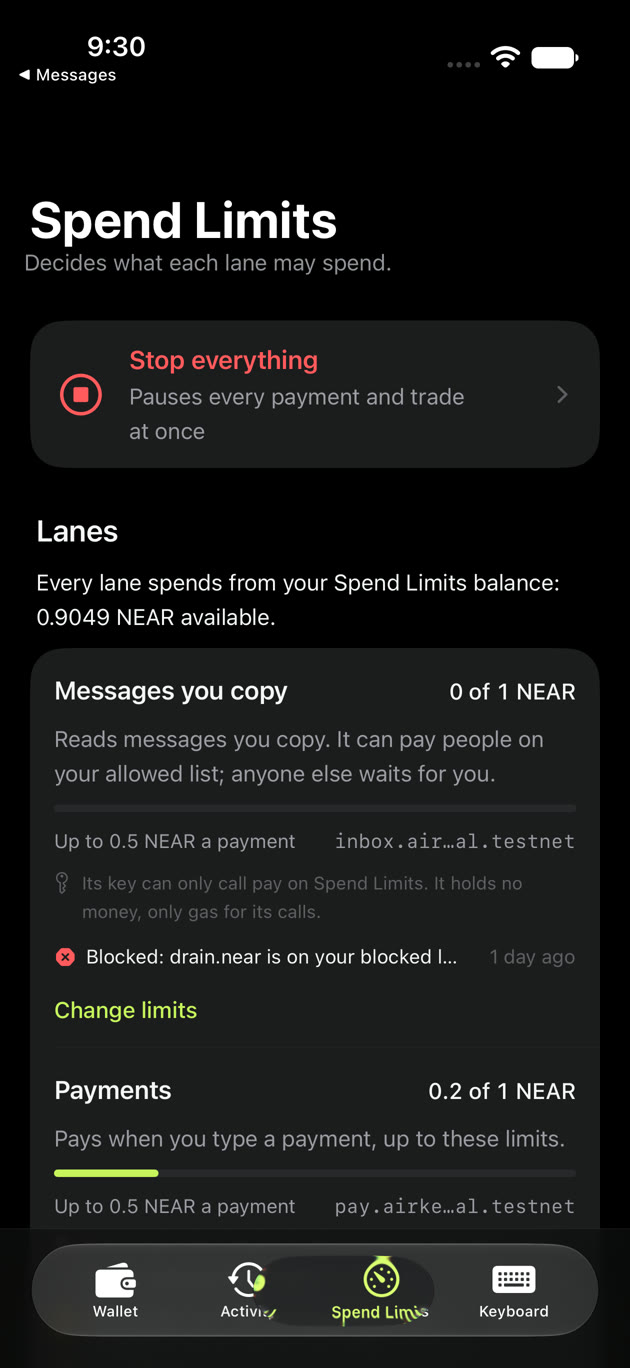 9:30
◀ Messages
Spend Limits
Decides what each lane may spend.
Stop everything
Pauses every payment and trade
at once
Lanes
Every lane spends from your Spend Limits balance:
0.9049 NEAR available.
Messages you copy 0 of 1 NEAR
Reads messages you copy. It can pay people on
your allowed list; anyone else waits for you.
Up to 0.5 NEAR a payment inbox.air…al.testnet
Its key can only call pay on Spend Limits. It holds no
money, only gas for its calls.
Blocked: drain.near is on your blocked l... 1 day ago
Change limits
Payments 0.2 of 1 NEAR
Pays when you type a payment, up to these limits.
Up to 0.5 NEAR a payment pay.airke…al.testnet
Wallet Activity Spend Limits Keyboard